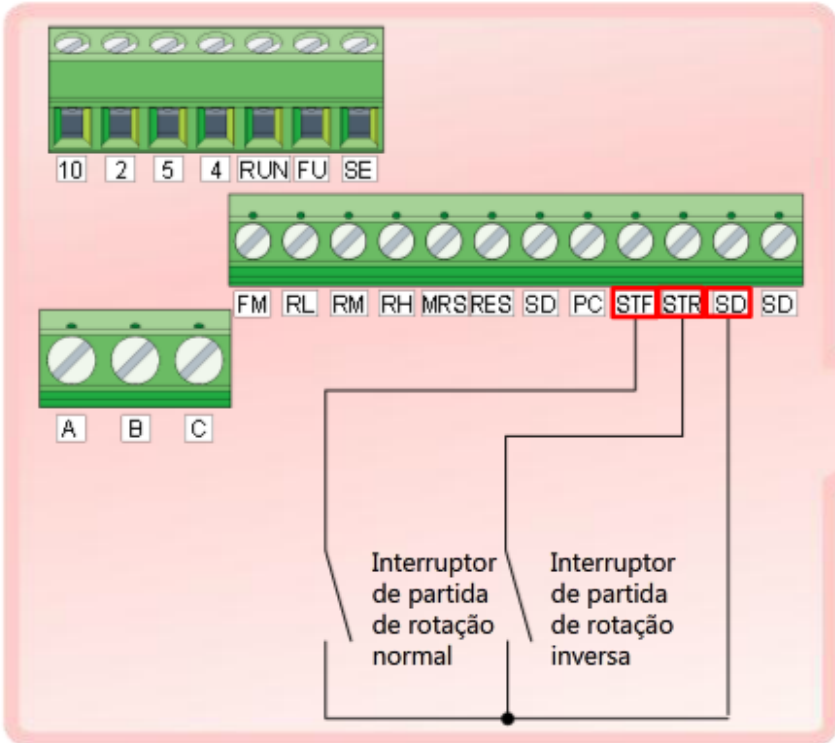 10 2 5 4 RUN FU SE
FM RL RM RH MRS RES SD PC STF STR SD SD
A B C
Interruptor
de partida
de rotação
normal
Interruptor
de partida
de rotação
inversa